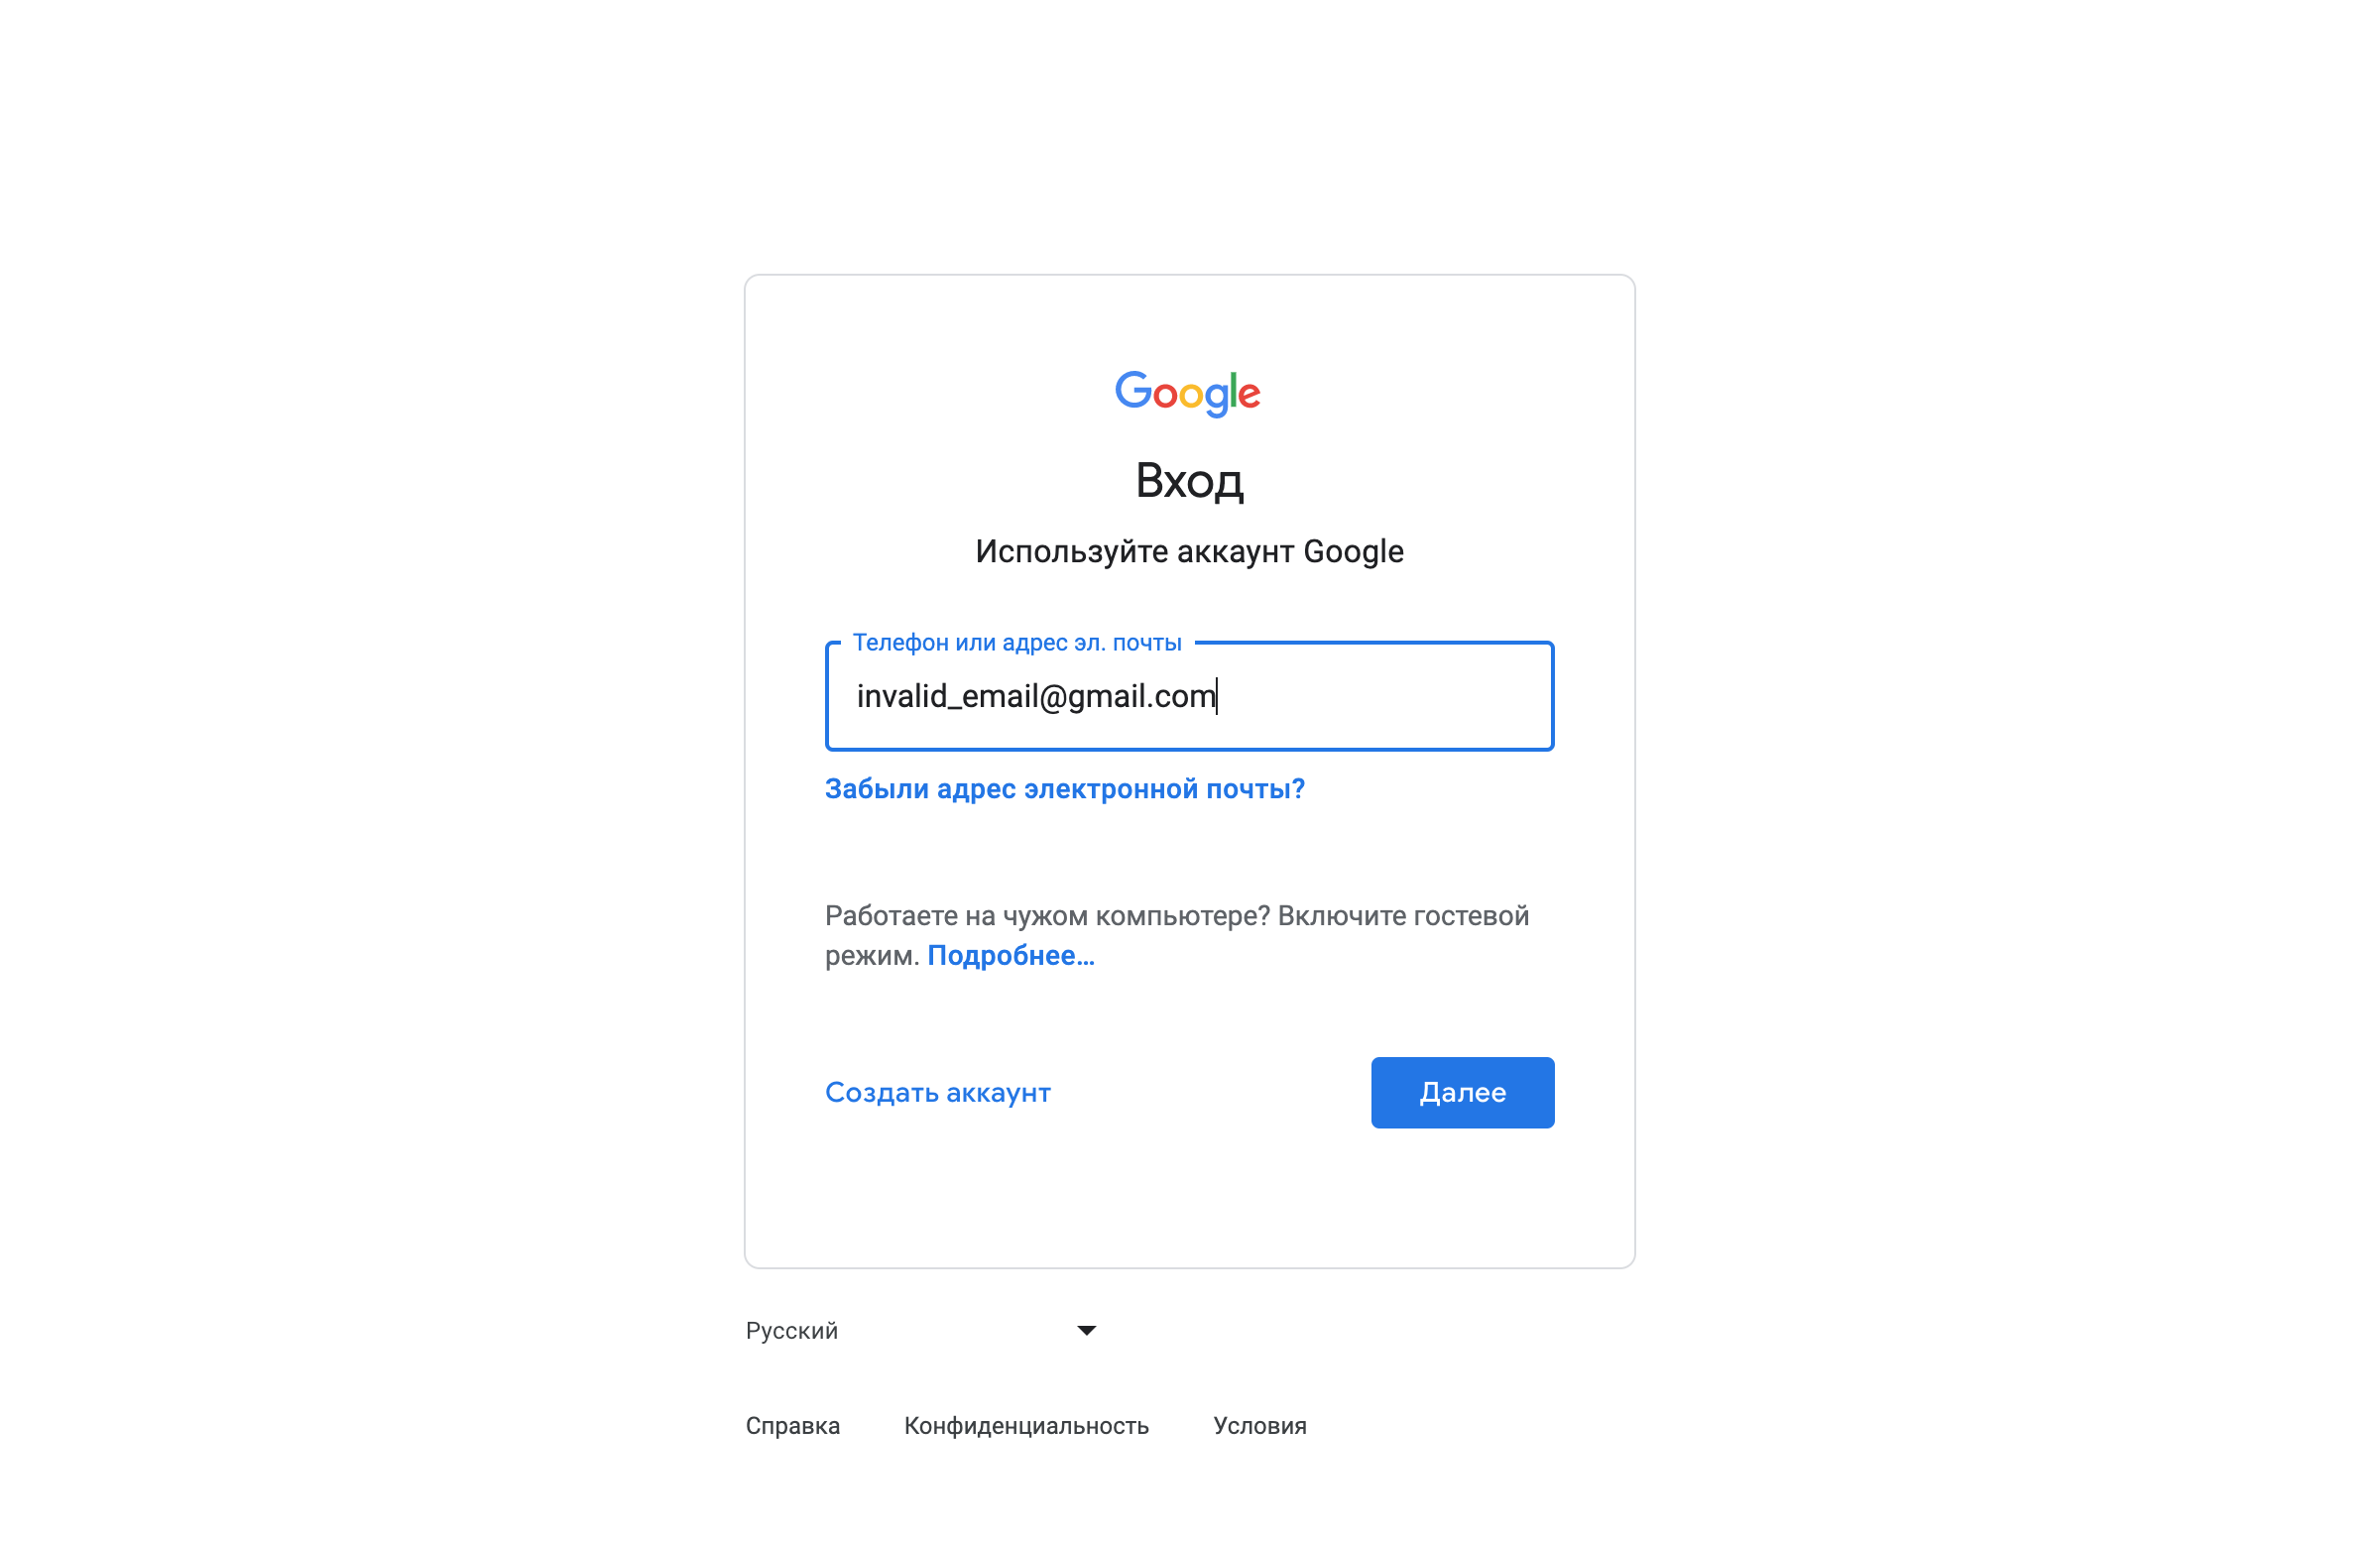 Google
Вход
Используйте аккаунт Google
Телефон или адрес эл. почты
invalid_email@gmail.com
Забыли адрес электронной почты?
Работаете на чужом компьютере? Включите гостевой
режим. Подробнее...
Создать аккаунт
Далее
Русский
Справка Конфиденциальность Условия